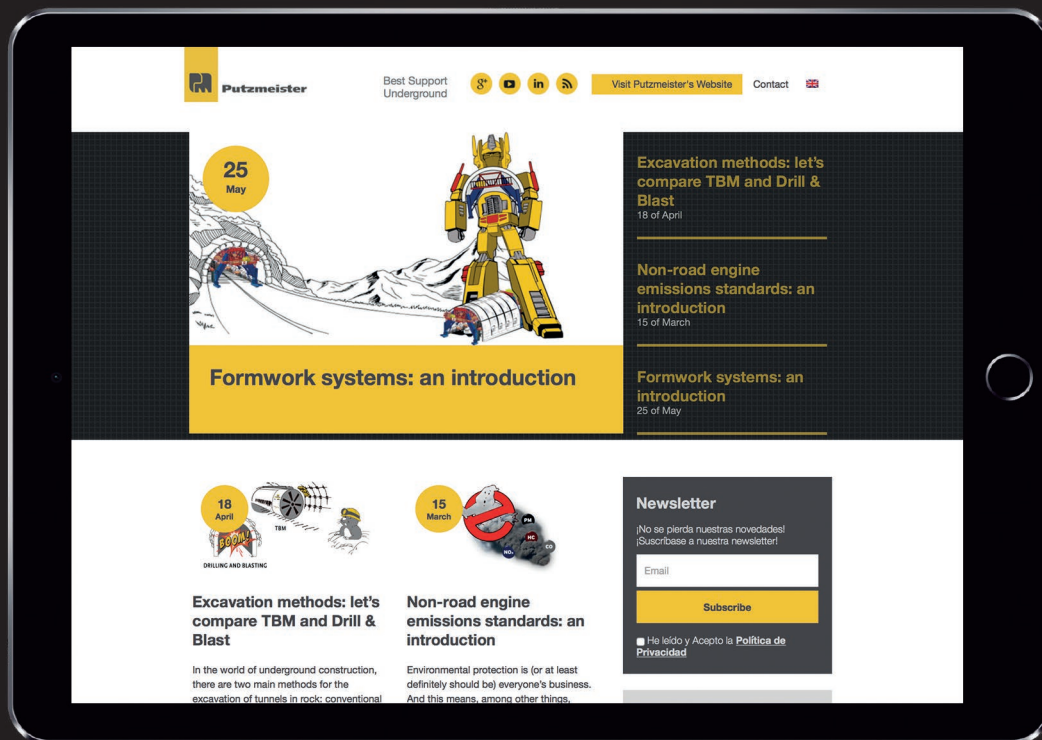 Putzmeister
Best Support
Underground
g+
in
Visit Putzmeister's Website
Contact
25
May
Formwork systems: an introduction
Excavation methods: let's
compare TBM and Drill &
Blast
18 of April
Non-road engine
emissions standards: an
introduction
15 of March
Formwork systems: an
introduction
25 of May
18
April
TBM
BOOM!
DRILLING AND BLASTING
Excavation methods: let's
compare TBM and Drill &
Blast
In the world of underground construction,
there are two main methods for the
excavation of tunnels in rock: conventional
15
March
PM
HC
NOx
CO
Non-road engine
emissions standards: an
introduction
Environmental protection is (or at least
definitely should be) everyone's business.
And this means, among other things,
Newsletter
¡No se pierda nuestras novedades!
¡Suscríbase a nuestra newsletter!
Email
Subscribe
He leído y Acepto la Política de
Privacidad